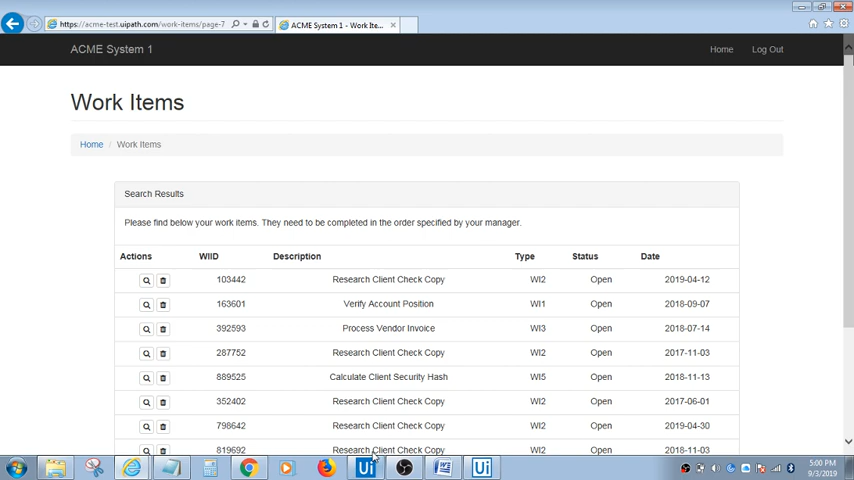 https://acme-test.uipath.com/work-items/page-7
ACME System 1 - Work Ite...
ACME System 1
Home
Log Out
Work Items
Home / Work Items
Search Results
Please find below your work items. They need to be completed in the order specified by your manager.
Actions WIID Description Type Status Date
103442 Research Client Check Copy WI2 Open 2019-04-12
163601 Verify Account Position WI1 Open 2018-09-07
392593 Process Vendor Invoice WI3 Open 2018-07-14
287752 Research Client Check Copy WI2 Open 2017-11-03
889525 Calculate Client Security Hash WI5 Open 2018-11-13
352402 Research Client Check Copy WI2 Open 2017-06-01
798642 Research Client Check Copy WI2 Open 2019-04-30
819692 Research Client Check Copy WI2 Open 2018-11-03
Ui
Ui
5:00 PM
9/3/2019